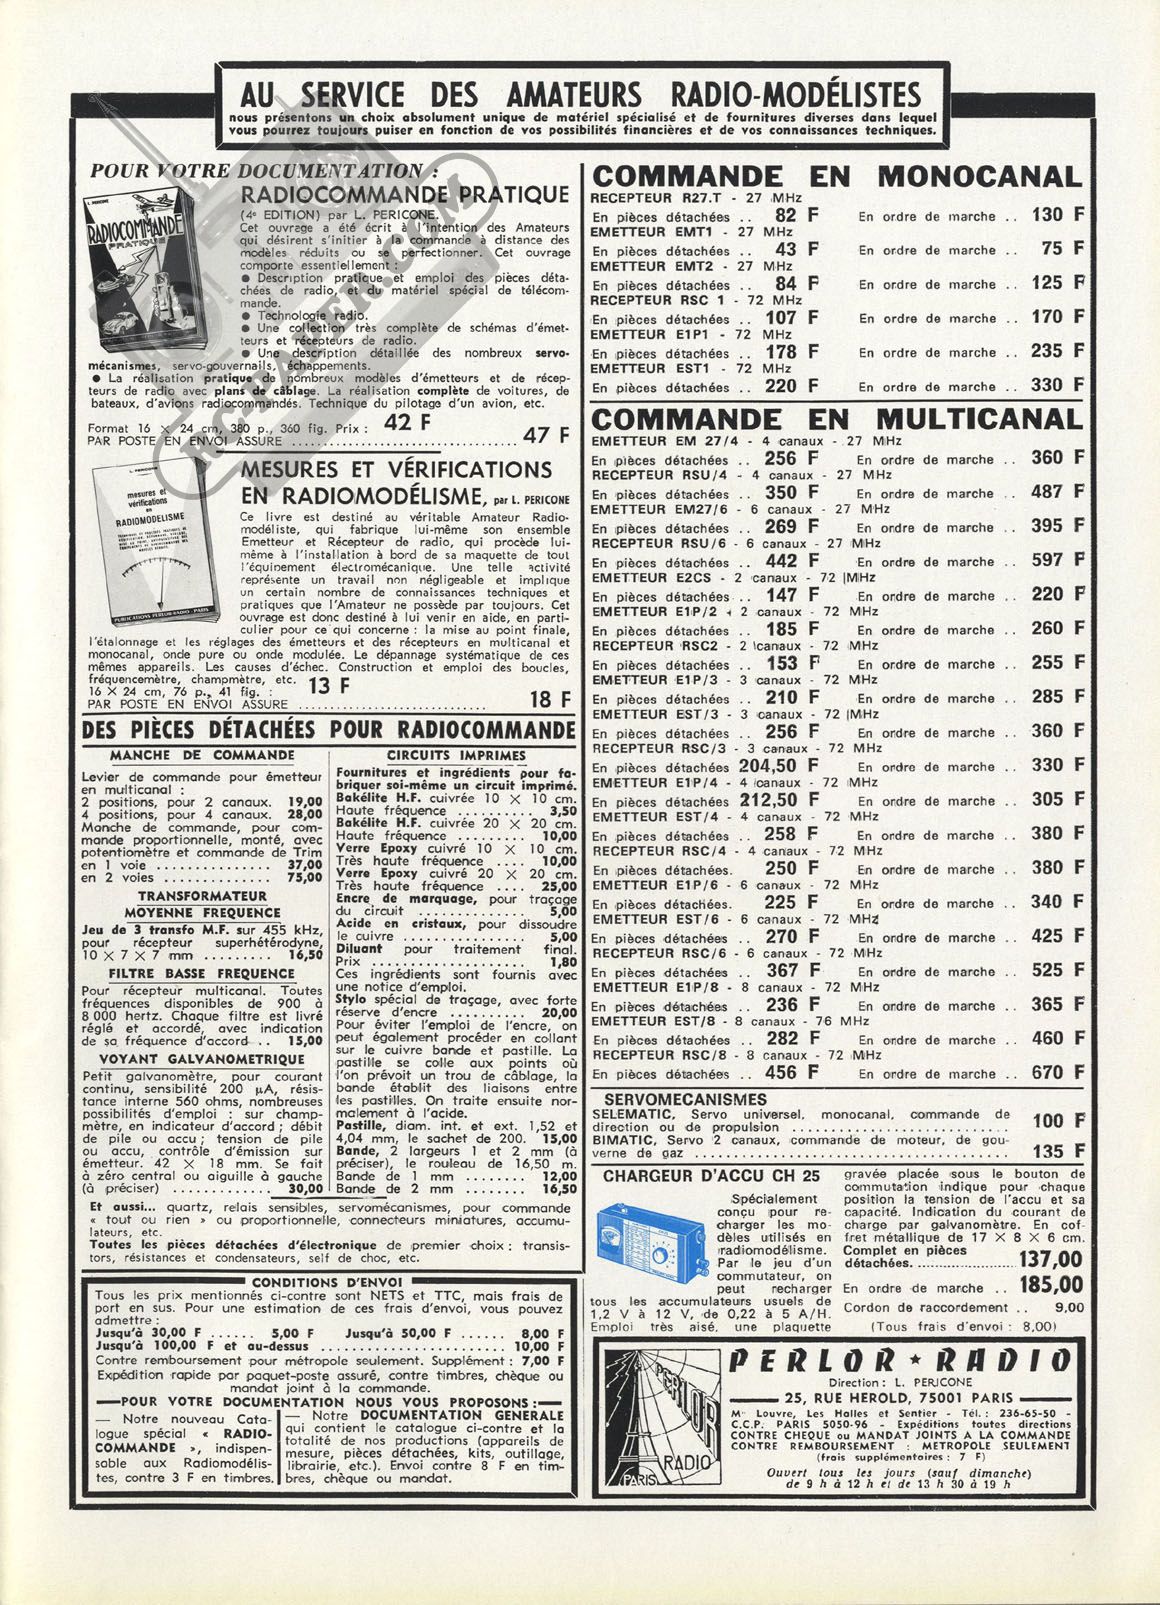 AU SERVICE DES AMATEURS RADIO-MODÉLISTES
nous présentons un choix absolument unique de matériel spécialisé et de fournitures diverses dans lequel
vous pourrez toujours puiser en fonction de vos possibilités financières et de vos connaissances techniques.
POUR VOTRE DOCUMENTATION :
RADIOCOMMANDE PRATIQUE
(4e EDITION) par L. PERICONE.
Cet ouvrage a été écrit à l'intention des Amateurs
qui désirent s'initier à la commande à distance des
modèles réduits ou se perfectionner. Cet ouvrage
comporte essentiellement :
● Description pratique et emploi des pièces déta-
chées de radio, et du matériel spécial de télécom-
mande.
● Technologie radio.
● Une collection très complète de schémas d'émet-
teurs et récepteurs de radio.
● Une description détaillée des nombreux servo-
mécanismes, servo-gouvernails, échappements.
● La réalisation pratique de nombreux modèles d'émetteurs et de récep-
teurs de radio avec plans de câblage. La réalisation complète de voitures, de
bateaux, d'avions radiocommandés. Technique du pilotage d'un avion, etc.
Format 16 × 24 cm, 380 p., 360 fig. Prix : 42 F
PAR POSTE EN ENVOI ASSURE .......... 47 F
L. PERICONE
RADIOCOMMANDE
PRATIQUE
RC-TAPER.COM
MESURES ET VÉRIFICATIONS
EN RADIOMODÉLISME, par L. PERICONE
Ce livre est destiné au véritable Amateur Radio-
modéliste, qui fabrique lui-même son ensemble
Emetteur et Récepteur de radio, qui procède lui-
même à l'installation à bord de sa maquette de tout
l'équipement électromécanique. Une telle activité
représente un travail non négligeable et implique
un certain nombre de connaissances techniques et
pratiques que l'Amateur ne possède par toujours. Cet
ouvrage est donc destiné à lui venir en aide, en parti-
culier pour ce qui concerne : la mise au point finale,
l'étalonnage et les réglages des émetteurs et des récepteurs en multicanal et
monocanal, onde pure ou onde modulée. Le dépannage systématique de ces
mêmes appareils. Les causes d'échec. Construction et emploi des boucles,
fréquencemètre, champmètre, etc.
16 × 24 cm, 76 p., 41 fig. : 13 F
PAR POSTE EN ENVOI ASSURE .......... 18 F
L. PERICONE
mesures et
vérifications
en
RADIOMODELISME
PUBLICATIONS PERLOR-RADIO - PARIS
DES PIÈCES DÉTACHÉES POUR RADIOCOMMANDE
MANCHE DE COMMANDE
Levier de commande pour émetteur
en multicanal :
2 positions, pour 2 canaux. 19,00
4 positions, pour 4 canaux. 28,00
Manche de commande, pour com-
mande proportionnelle, monté, avec
potentiomètre et commande de Trim
en 1 voie ............... 37,00
en 2 voies ............... 75,00
TRANSFORMATEUR
MOYENNE FREQUENCE
Jeu de 3 transfo M.F. sur 455 kHz,
pour récepteur superhétérodyne,
10 × 7 × 7 mm ......... 16,50
FILTRE BASSE FREQUENCE
Pour récepteur multicanal. Toutes
fréquences disponibles de 900 à
8 000 hertz. Chaque filtre est livré
réglé et accordé, avec indication
de sa fréquence d'accord .. 15,00
VOYANT GALVANOMETRIQUE
Petit galvanomètre, pour courant
continu, sensibilité 200 µA, résis-
tance interne 560 ohms, nombreuses
possibilités d'emploi : sur champ-
mètre, en indicateur d'accord ; débit
de pile ou accu ; tension de pile
ou accu, contrôle d'émission sur
émetteur. 42 × 18 mm. Se fait
à zéro central ou aiguille à gauche
(à préciser) ............. 30,00
CIRCUITS IMPRIMES
Fournitures et ingrédients pour fa-
briquer soi-même un circuit imprimé.
Bakélite H.F. cuivrée 10 × 10 cm.
Haute fréquence .......... 3,50
Bakélite H.F. cuivrée 20 × 20 cm.
Haute fréquence ......... 10,00
Verre Epoxy cuivré 10 × 10 cm.
Très haute fréquence .... 10,00
Verre Epoxy cuivré 20 × 20 cm.
Très haute fréquence .... 25,00
Encre de marquage, pour traçage
du circuit .............. 5,00
Acide en cristaux, pour dissoudre
le cuivre ................ 5,00
Diluant pour traitement final.
Prix ..................... 1,80
Ces ingrédients sont fournis avec
une notice d'emploi.
Stylo spécial de traçage, avec forte
réserve d'encre .......... 20,00
Pour éviter l'emploi de l'encre, on
peut également procéder en collant
sur le cuivre bande et pastille. La
pastille se colle aux points où
l'on prévoit un trou de câblage, la
bande établit des liaisons entre
les pastilles. On traite ensuite nor-
malement à l'acide.
Pastille, diam. int. et ext. 1,52 et
4,04 mm, le sachet de 200. 15,00
Bande, 2 largeurs 1 et 2 mm (à
préciser), le rouleau de 16,50 m.
Bande de 1 mm ......... 12,00
Bande de 2 mm ......... 16,50
Et aussi... quartz, relais sensibles, servomécanismes, pour commande
« tout ou rien » ou proportionnelle, connecteurs miniatures, accumu-
lateurs, etc.
Toutes les pièces détachées d'électronique de premier choix : transis-
tors, résistances et condensateurs, self de choc, etc.
CONDITIONS D'ENVOI
Tous les prix mentionnés ci-contre sont NETS et TTC, mais frais de
port en sus. Pour une estimation de ces frais d'envoi, vous pouvez
admettre :
Jusqu'à 30,00 F ...... 5,00 F Jusqu'à 50,00 F ...... 8,00 F
Jusqu'à 100,00 F et au-dessus .......... 10,00 F
Contre remboursement pour métropole seulement. Supplément : 7,00 F
Expédition rapide par paquet-poste assuré, contre timbres, chèque ou
mandat joint à la commande.
POUR VOTRE DOCUMENTATION NOUS VOUS PROPOSONS :
— Notre nouveau Cata-
logue spécial « RADIO-
COMMANDE », indispen-
sable aux Radiomodélis-
tes, contre 3 F en timbres.
— Notre DOCUMENTATION GENERALE
qui contient le catalogue ci-contre et la
totalité de nos productions (appareils de
mesure, pièces détachées, kits, outillage,
librairie, etc.). Envoi contre 8 F en tim-
bres, chèque ou mandat.
COMMANDE EN MONOCANAL
RECEPTEUR R27.T - 27 MHz
En pièces détachées .. 82 F En ordre de marche .. 130 F
EMETTEUR EMT1 - 27 MHz
En pièces détachées .. 43 F En ordre de marche .. 75 F
EMETTEUR EMT2 - 27 MHz
En pièces détachées .. 84 F En ordre de marche .. 125 F
RECEPTEUR RSC 1 - 72 MHz
En pièces détachées .. 107 F En ordre de marche .. 170 F
EMETTEUR E1P1 - 72 MHz
En pièces détachées .. 178 F En ordre de marche .. 235 F
EMETTEUR EST1 - 72 MHz
En pièces détachées .. 220 F En ordre de marche .. 330 F
COMMANDE EN MULTICANAL
EMETTEUR EM 27/4 - 4 canaux - 27 MHz
En pièces détachées .. 256 F En ordre de marche .. 360 F
RECEPTEUR RSU/4 - 4 canaux - 27 MHz
En pièces détachées .. 350 F En ordre de marche .. 487 F
EMETTEUR EM27/6 - 6 canaux - 27 MHz
En pièces détachées .. 269 F En ordre de marche .. 395 F
RECEPTEUR RSU/6 - 6 canaux - 27 MHz
En pièces détachées .. 442 F En ordre de marche .. 597 F
EMETTEUR E2CS - 2 canaux - 72 MHz
En pièces détachées .. 147 F En ordre de marche .. 220 F
EMETTEUR E1P/2 - 2 canaux - 72 MHz
En pièces détachées .. 185 F En ordre de marche .. 260 F
RECEPTEUR RSC2 - 2 canaux - 72 MHz
En pièces détachées .. 153 F En ordre de marche .. 255 F
EMETTEUR E1P/3 - 3 canaux - 72 MHz
En pièces détachées .. 210 F En ordre de marche .. 285 F
EMETTEUR EST/3 - 3 canaux - 72 MHz
En pièces détachées .. 256 F En ordre de marche .. 360 F
RECEPTEUR RSC/3 - 3 canaux - 72 MHz
En pièces détachées 204,50 F En ordre de marche .. 330 F
EMETTEUR E1P/4 - 4 canaux - 72 MHz
En pièces détachées 212,50 F En ordre de marche .. 305 F
EMETTEUR EST/4 - 4 canaux - 72 MHz
En pièces détachées .. 258 F En ordre de marche .. 380 F
RECEPTEUR RSC/4 - 4 canaux - 72 MHz
En pièces détachées. 250 F En ordre de marche .. 380 F
EMETTEUR E1P/6 - 6 canaux - 72 MHz
En pièces détachées. 225 F En ordre de marche .. 340 F
EMETTEUR EST/6 - 6 canaux - 72 MHz
En pièces détachées .. 270 F En ordre de marche .. 425 F
RECEPTEUR RSC/6 - 6 canaux - 72 MHz
En pièces détachées .. 367 F En ordre de marche .. 525 F
EMETTEUR E1P/8 - 8 canaux - 72 MHz
En pièces détachées .. 236 F En ordre de marche .. 365 F
EMETTEUR EST/8 - 8 canaux - 76 MHz
En pièces détachées .. 282 F En ordre de marche .. 460 F
RECEPTEUR RSC/8 - 8 canaux - 72 MHz
En pièces détachées .. 456 F En ordre de marche .. 670 F
SERVOMECANISMES
SELEMATIC, Servo universel, monocanal, commande de
direction ou de propulsion .......... 100 F
BIMATIC, Servo 2 canaux, commande de moteur, de gou-
verne de gaz .......... 135 F
CHARGEUR D'ACCU CH 25
Spécialement
conçu pour re-
charger les mo-
dèles utilisés en
radiomodélisme.
Par le jeu d'un
commutateur, on
peut recharger
tous les accumulateurs usuels de
1,2 V à 12 V, de 0,22 à 5 A/H.
Emploi très aisé, une plaquette
gravée placée sous le bouton de
commutation indique pour chaque
position la tension de l'accu et sa
capacité. Indication du courant de
charge par galvanomètre. En cof-
fret métallique de 17 × 8 × 6 cm.
Complet en pièces
détachées. .......... 137,00
En ordre de marche .... 185,00
Cordon de raccordement .. 9,00
(Tous frais d'envoi : 8,00)
PERLOR
RADIO
PARIS
PERLOR ★ RADIO
Direction : L. PERICONE
25, RUE HEROLD, 75001 PARIS
Mo Louvre, Les Halles et Sentier - Tél. : 236-65-50 -
C.C.P. PARIS 5050-96 - Expéditions toutes directions
CONTRE CHEQUE ou MANDAT JOINTS A LA COMMANDE
CONTRE REMBOURSEMENT : METROPOLE SEULEMENT
(frais supplémentaires : 7 F)
Ouvert tous les jours (sauf dimanche)
de 9 h à 12 h et de 13 h 30 à 19 h